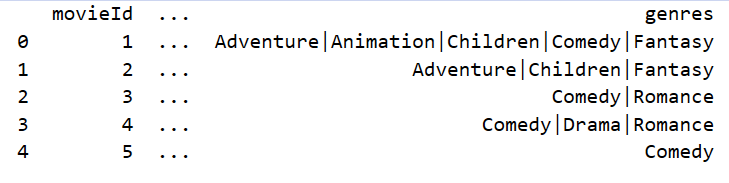 movieId ... genres
0 1 ... Adventure|Animation|Children|Comedy|Fantasy
1 2 ... Adventure|Children|Fantasy
2 3 ... Comedy|Romance
3 4 ... Comedy|Drama|Romance
4 5 ... Comedy